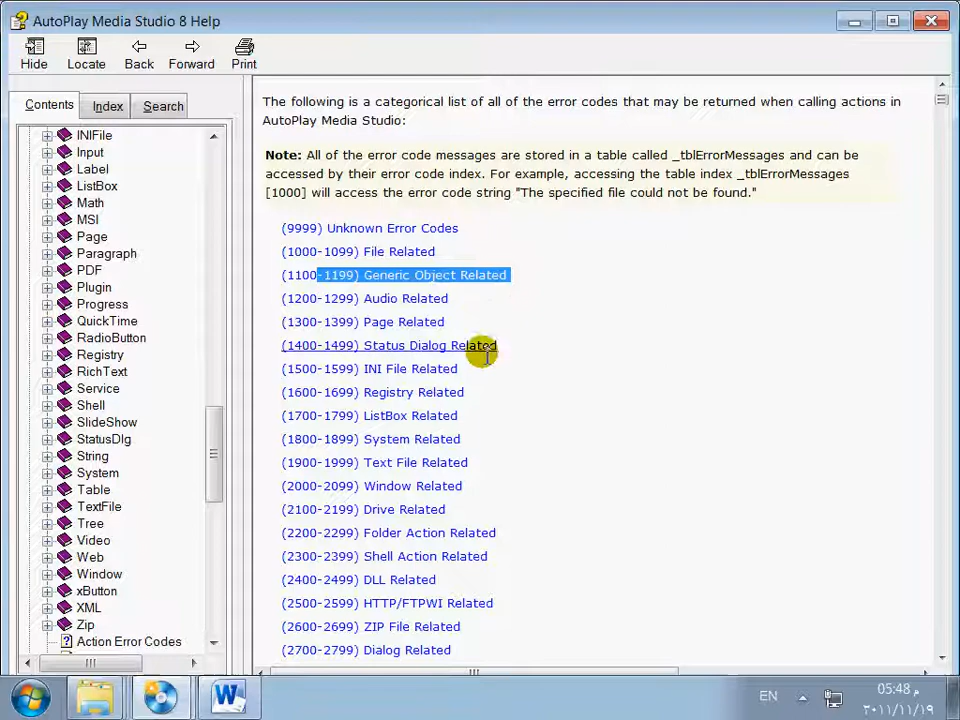 AutoPlay Media Studio 8 Help
Hide
Locate
Back
Forward
Print
Contents
Index
Search
INIFile
Input
Label
ListBox
Math
MSI
Page
Paragraph
PDF
Plugin
Progress
QuickTime
RadioButton
Registry
RichText
Service
Shell
SlideShow
StatusDlg
String
System
Table
TextFile
Tree
Video
Web
Window
xButton
XML
Zip
Action Error Codes
The following is a categorical list of all of the error codes that may be returned when calling actions in
AutoPlay Media Studio:
Note: All of the error code messages are stored in a table called _tblErrorMessages and can be
accessed by their error code index. For example, accessing the table index _tblErrorMessages
[1000] will access the error code string "The specified file could not be found."
(9999) Unknown Error Codes
(1000-1099) File Related
(1100-1199) Generic Object Related
(1200-1299) Audio Related
(1300-1399) Page Related
(1400-1499) Status Dialog Related
(1500-1599) INI File Related
(1600-1699) Registry Related
(1700-1799) ListBox Related
(1800-1899) System Related
(1900-1999) Text File Related
(2000-2099) Window Related
(2100-2199) Drive Related
(2200-2299) Folder Action Related
(2300-2399) Shell Action Related
(2400-2499) DLL Related
(2500-2599) HTTP/FTPWI Related
(2600-2699) ZIP File Related
(2700-2799) Dialog Related
EN
05:48 م
٢٠١١/١١/١٩